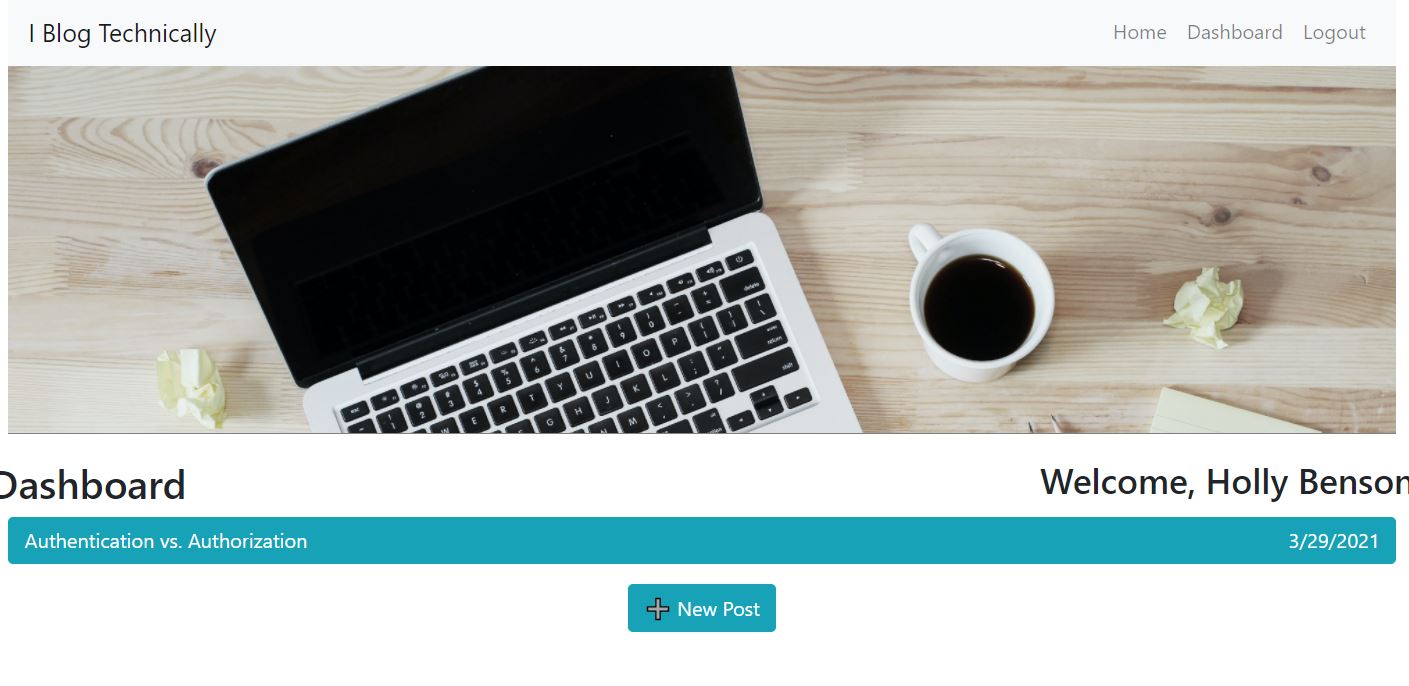 I Blog Technically Home Dashboard Logout
Dashboard Welcome, Holly Benson
Authentication vs. Authorization 3/29/2021
➕ New Post